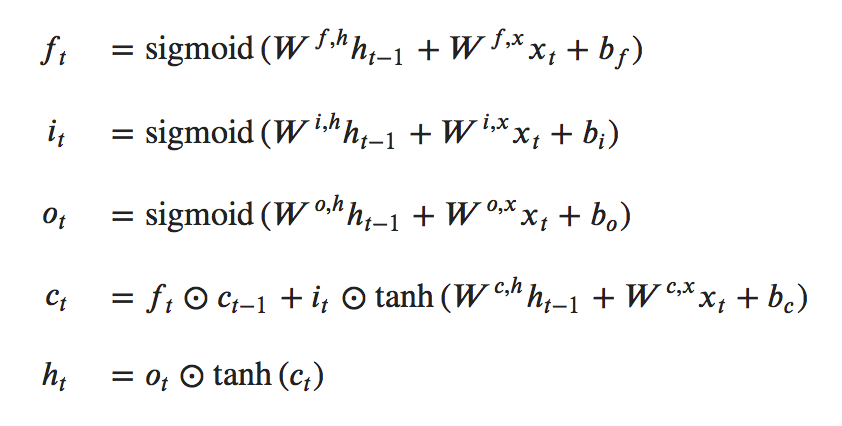 f_t = sigmoid (W^{f,h} h_{t−1} + W^{f,x} x_t + b_f)
i_t = sigmoid (W^{i,h} h_{t−1} + W^{i,x} x_t + b_i)
o_t = sigmoid (W^{o,h} h_{t−1} + W^{o,x} x_t + b_o)
c_t = f_t ⊙ c_{t−1} + i_t ⊙ tanh (W^{c,h} h_{t−1} + W^{c,x} x_t + b_c)
h_t = o_t ⊙ tanh (c_t)